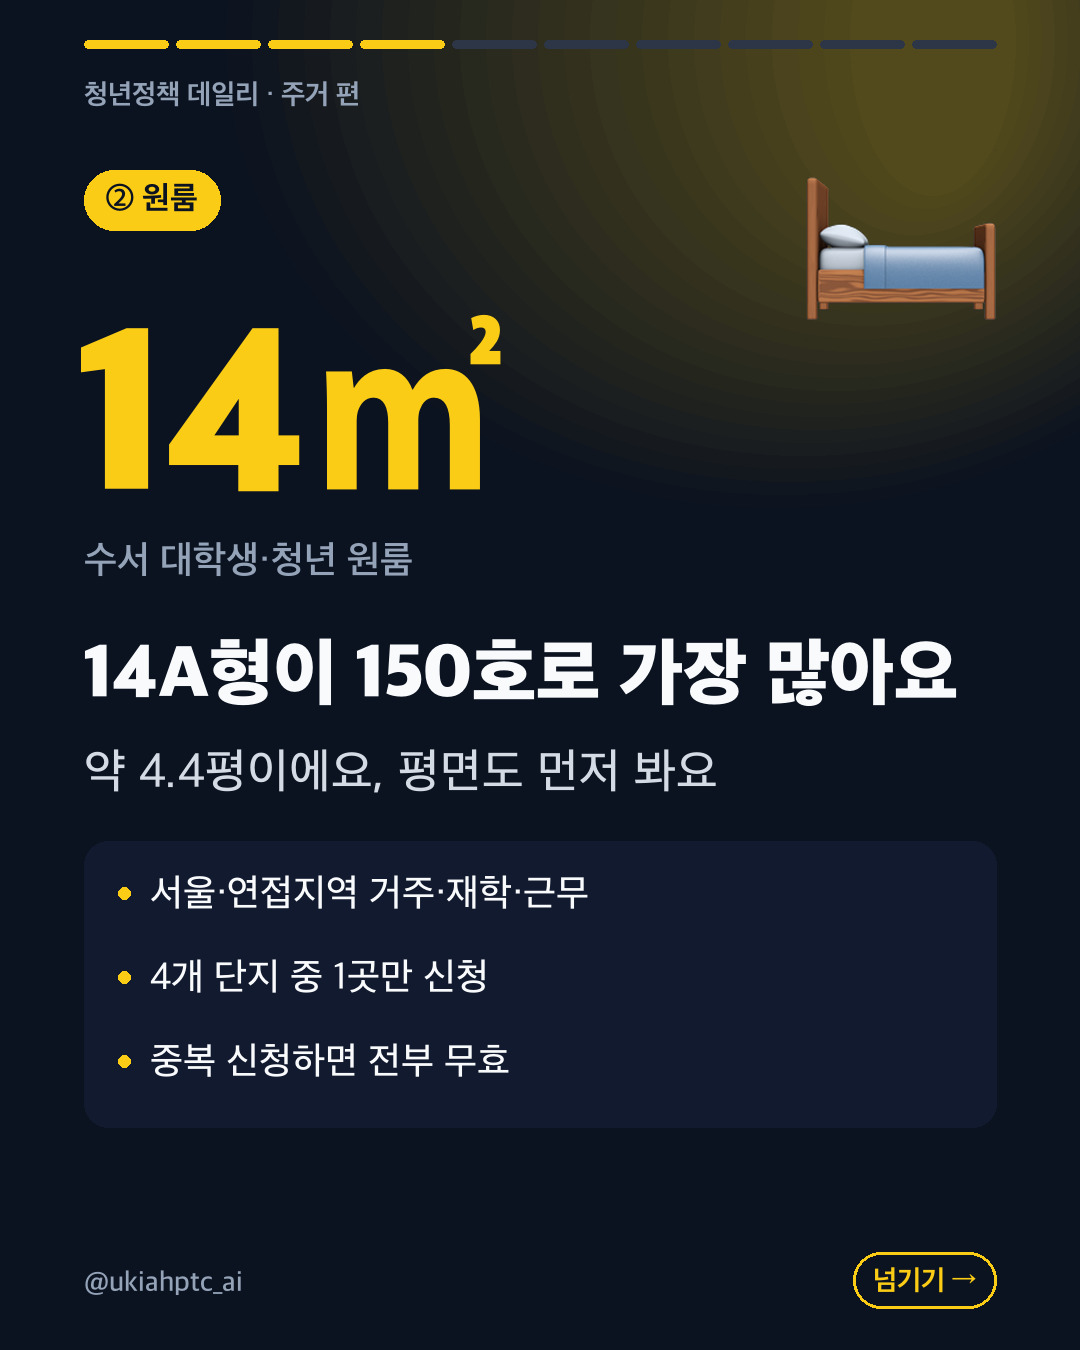 청년정책 데일리 · 주거 편
② 원룸
14m²
수서 대학생·청년 원룸
14A형이 150호로 가장 많아요
약 4.4평이에요, 평면도 먼저 봐요
• 서울·연접지역 거주·재학·근무
• 4개 단지 중 1곳만 신청
• 중복 신청하면 전부 무효
@ukiahptc_ai
넘기기 →